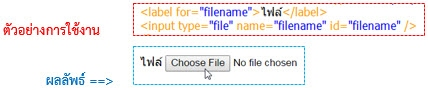 <label for="filename">ไฟล์</label>
ตัวอย่างการใช้งาน
<input type="file" name="filename" id="filename" />
ไฟล์ Choose File No file chosen
ผลลัพธ์ ==>